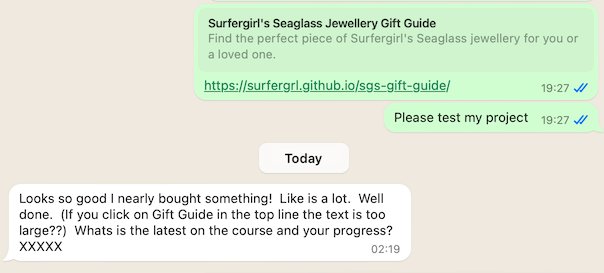 Surfergirl's Seaglass Jewellery Gift Guide
Find the perfect piece of Surfergirl's Seaglass jewellery for you or
a loved one.
https://surfergrl.github.io/sgs-gift-guide/
19:27
Please test my project
19:27
Today
Looks so good I nearly bought something!  Like is a lot.  Well
done.  (If you click on Gift Guide in the top line the text is too
large??)  Whats is the latest on the course and your progress?
XXXXX
02:19